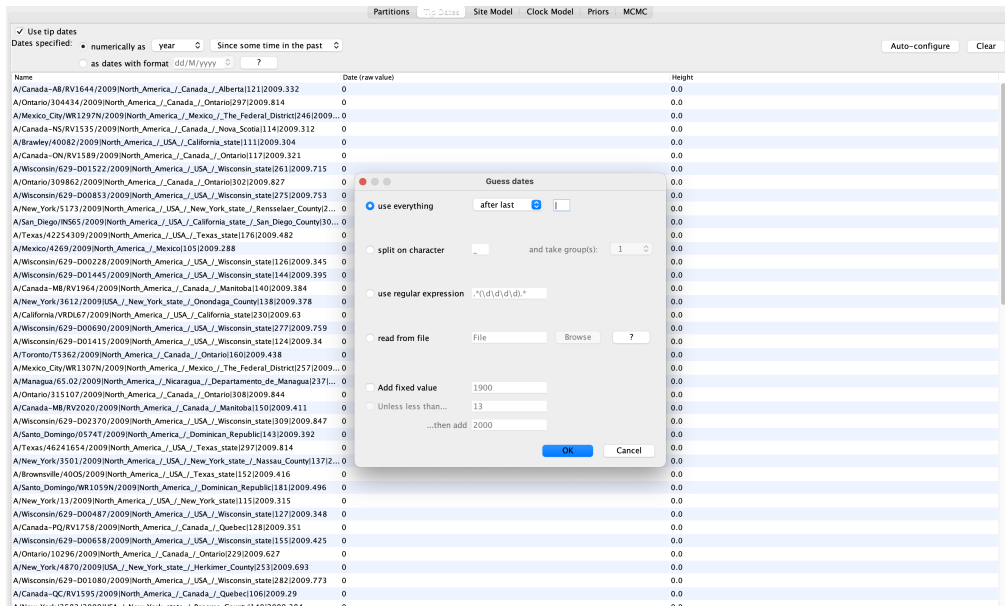 Partitions Tip Dates Site Model Clock Model Priors MCMC
Use tip dates
Dates specified: numerically as year Since some time in the past Auto-configure Clear
as dates with format dd/M/yyyy ?
Name Date (raw value) Height
A/Canada-AB/RV1644/2009|North_America_/_Canada_/_Alberta|121|2009.332 0 0.0
A/Ontario/304434/2009|North_America_/_Canada_/_Ontario|297|2009.814 0 0.0
A/Mexico_City/WR1297N/2009|North_America_/_Mexico_/_The_Federal_District|246|2009... 0 0.0
A/Canada-NS/RV1535/2009|North_America_/_Canada_/_Nova_Scotia|114|2009.312 0 0.0
A/Brawley/40082/2009|North_America_/_USA_/_California_state|111|2009.304 0 0.0
A/Canada-ON/RV1589/2009|North_America_/_Canada_/_Ontario|117|2009.321 0 0.0
A/Wisconsin/629-D01522/2009|North_America_/_USA_/_Wisconsin_state|261|2009.715 0 0.0
A/Ontario/309862/2009|North_America_/_Canada_/_Ontario|302|2009.827 0 0.0
A/Wisconsin/629-D00853/2009|North_America_/_USA_/_Wisconsin_state|275|2009.753 0 0.0
A/New_York/5173/2009|North_America_/_USA_/_New_York_state_/_Rensselaer_County|2... 0 0.0
A/San_Diego/INS65/2009|North_America_/_USA_/_California_state_/_San_Diego_County|30... 0 0.0
A/Texas/42254309/2009|North_America_/_USA_/_Texas_state|176|2009.482 0 0.0
A/Mexico/4269/2009|North_America_/_Mexico|105|2009.288 0 0.0
A/Wisconsin/629-D00228/2009|North_America_/_USA_/_Wisconsin_state|126|2009.345 0 0.0
A/Wisconsin/629-D01445/2009|North_America_/_USA_/_Wisconsin_state|144|2009.395 0 0.0
A/Canada-MB/RV1964/2009|North_America_/_Canada_/_Manitoba|140|2009.384 0 0.0
A/New_York/3612/2009|USA_/_New_York_state_/_Onondaga_County|138|2009.378 0 0.0
A/California/VRDL67/2009|North_America_/_USA_/_California_state|230|2009.63 0 0.0
A/Wisconsin/629-D00690/2009|North_America_/_USA_/_Wisconsin_state|277|2009.759 0 0.0
A/Wisconsin/629-D01415/2009|North_America_/_USA_/_Wisconsin_state|124|2009.34 0 0.0
A/Toronto/T5362/2009|North_America_/_Canada_/_Ontario|160|2009.438 0 0.0
A/Mexico_City/WR1307N/2009|North_America_/_Mexico_/_The_Federal_District|257|2009... 0 0.0
A/Managua/65.02/2009|North_America_/_Nicaragua_/_Departamento_de_Managua|237|... 0 0.0
A/Ontario/315107/2009|North_America_/_Canada_/_Ontario|308|2009.844 0 0.0
A/Canada-MB/RV2020/2009|North_America_/_Canada_/_Manitoba|150|2009.411 0 0.0
A/Wisconsin/629-D02370/2009|North_America_/_USA_/_Wisconsin_state|309|2009.847 0 0.0
A/Santo_Domingo/0574T/2009|North_America_/_Dominican_Republic|143|2009.392 0 0.0
A/Texas/46241654/2009|North_America_/_USA_/_Texas_state|297|2009.814 0 0.0
A/New_York/3501/2009|North_America_/_USA_/_New_York_state_/_Nassau_County|137|2... 0 0.0
A/Brownsville/40OS/2009|North_America_/_USA_/_Texas_state|152|2009.416 0 0.0
A/Santo_Domingo/WR1059N/2009|North_America_/_Dominican_Republic|181|2009.496 0 0.0
A/New_York/13/2009|North_America_/_USA_/_New_York_state|115|2009.315 0 0.0
A/Wisconsin/629-D00487/2009|North_America_/_USA_/_Wisconsin_state|127|2009.348 0 0.0
A/Canada-PQ/RV1758/2009|North_America_/_Canada_/_Quebec|128|2009.351 0 0.0
A/Wisconsin/629-D00658/2009|North_America_/_USA_/_Wisconsin_state|155|2009.425 0 0.0
A/Ontario/10296/2009|North_America_/_Canada_/_Ontario|229|2009.627 0 0.0
A/New_York/4870/2009|USA_/_New_York_state_/_Herkimer_County|253|2009.693 0 0.0
A/Wisconsin/629-D01080/2009|North_America_/_USA_/_Wisconsin_state|282|2009.773 0 0.0
A/Canada-QC/RV1595/2009|North_America_/_Canada_/_Quebec|106|2009.29 0 0.0
Guess dates
use everything after last |
split on character _ and take group(s): 1
use regular expression .*(\d\d\d\d).*
read from file File Browse ?
Add fixed value 1900
Unless less than... 13
...then add 2000
OK Cancel